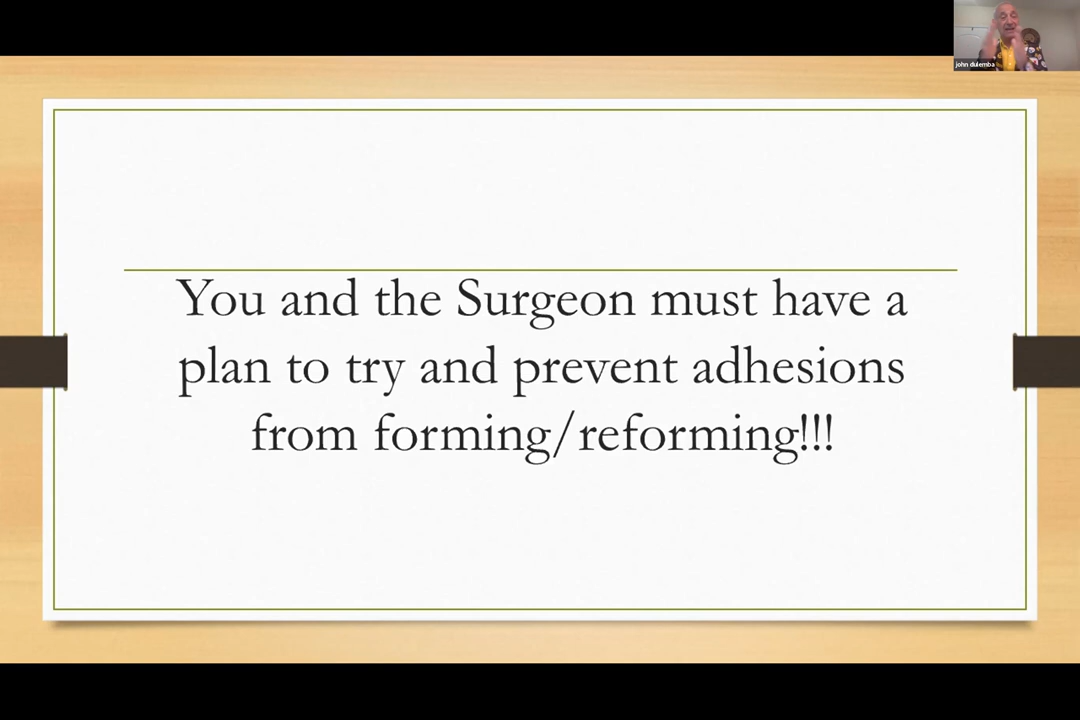 john dulemba
You and the Surgeon must have a
plan to try and prevent adhesions
from forming/reforming!!!